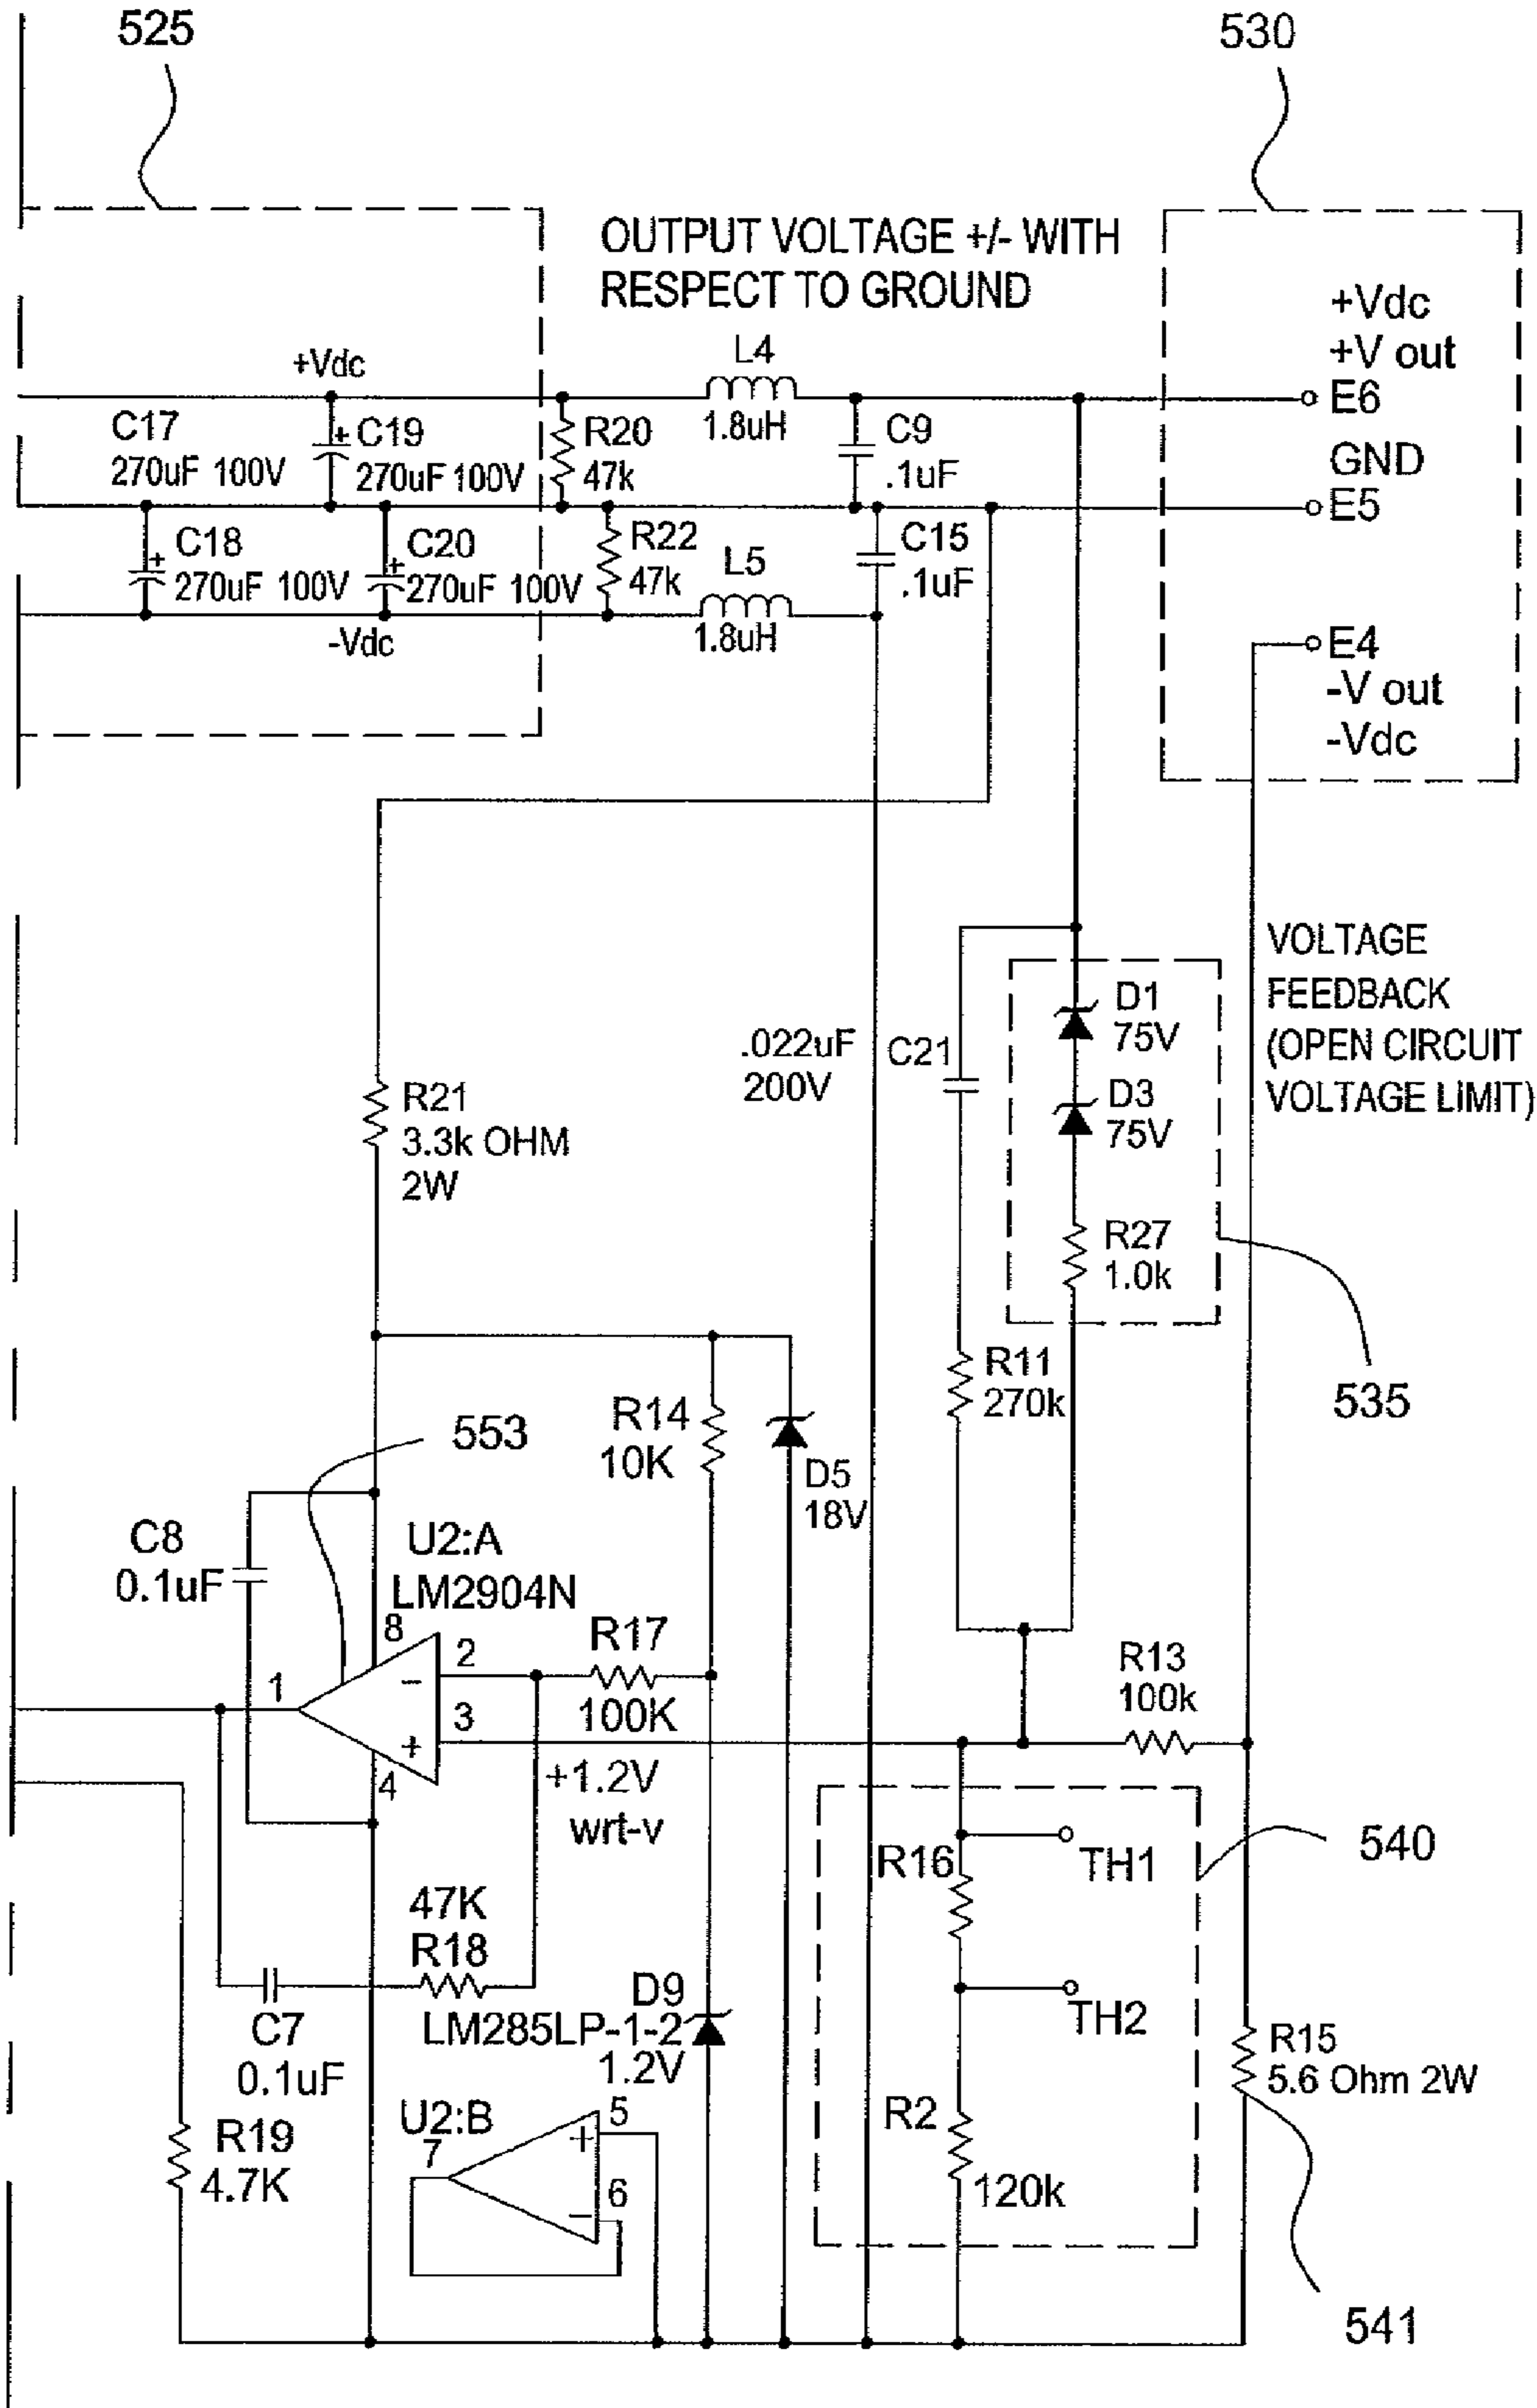 525
530
OUTPUT VOLTAGE +/- WITH
RESPECT TO GROUND
+Vdc
+V out
E6
GND
E5
E4
-V out
-Vdc
+Vdc
L4
1.8uH
C17
270uF 100V
+
C19
270uF 100V
R20
47k
C9
.1uF
+
C18
270uF 100V
+
C20
270uF 100V
R22
47k
L5
1.8uH
C15
.1uF
-Vdc
VOLTAGE
FEEDBACK
(OPEN CIRCUIT
VOLTAGE LIMIT)
.022uF
200V
C21
D1
75V
D3
75V
R27
1.0k
R21
3.3k OHM
2W
R11
270k
535
553
R14
10K
D5
18V
C8
0.1uF
U2:A
LM2904N
8
2
-
1
3
+
4
R17
100K
+1.2V
wrt-v
R13
100k
540
R16
TH1
TH2
47K
R18
C7
0.1uF
D9
LM285LP-1-2
1.2V
R15
5.6 Ohm 2W
R2
120k
U2:B
7
5
+
6
-
R19
4.7K
541